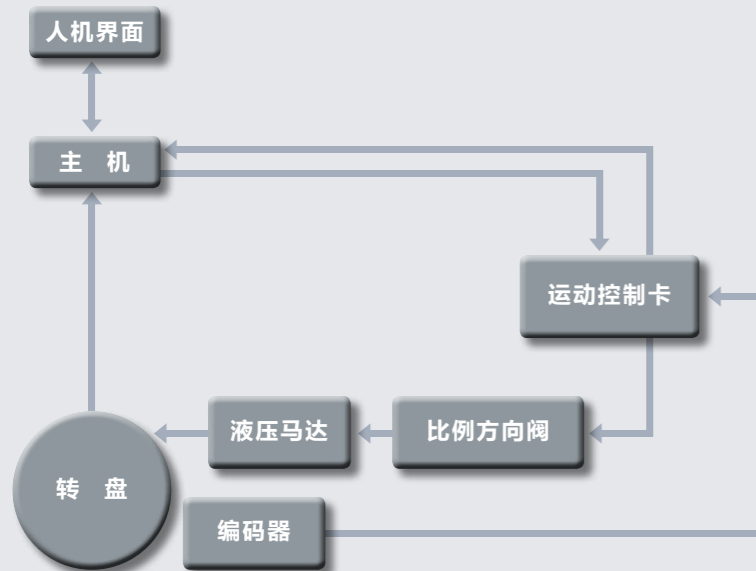 人机界面
主 机
运动控制卡
液压马达
比例方向阀
转 盘
编码器